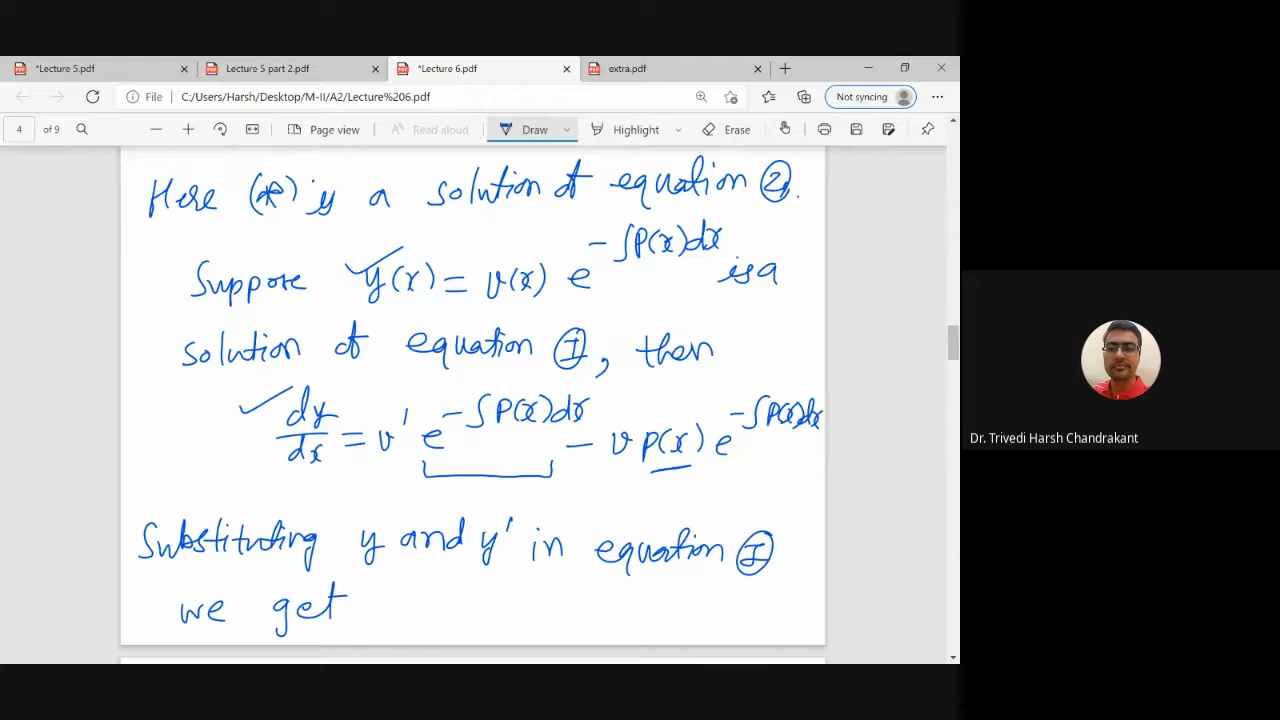 *Lecture 5.pdf
Lecture 5 part 2.pdf
*Lecture 6.pdf
extra.pdf
File C:/Users/Harsh/Desktop/M-II/A2/Lecture%206.pdf
Not syncing
4 of 9
Page view
Read aloud
Draw
Highlight
Erase
Here (*) is a solution of equation ②.
Suppose y(x) = v(x) e^{-∫P(x)dx} is a
solution of equation ①, then
dy/dx = v' e^{-∫P(x)dx} - v P(x) e^{-∫P(x)dx}
Substituting y and y' in equation ①
we get
Dr. Trivedi Harsh Chandrakant